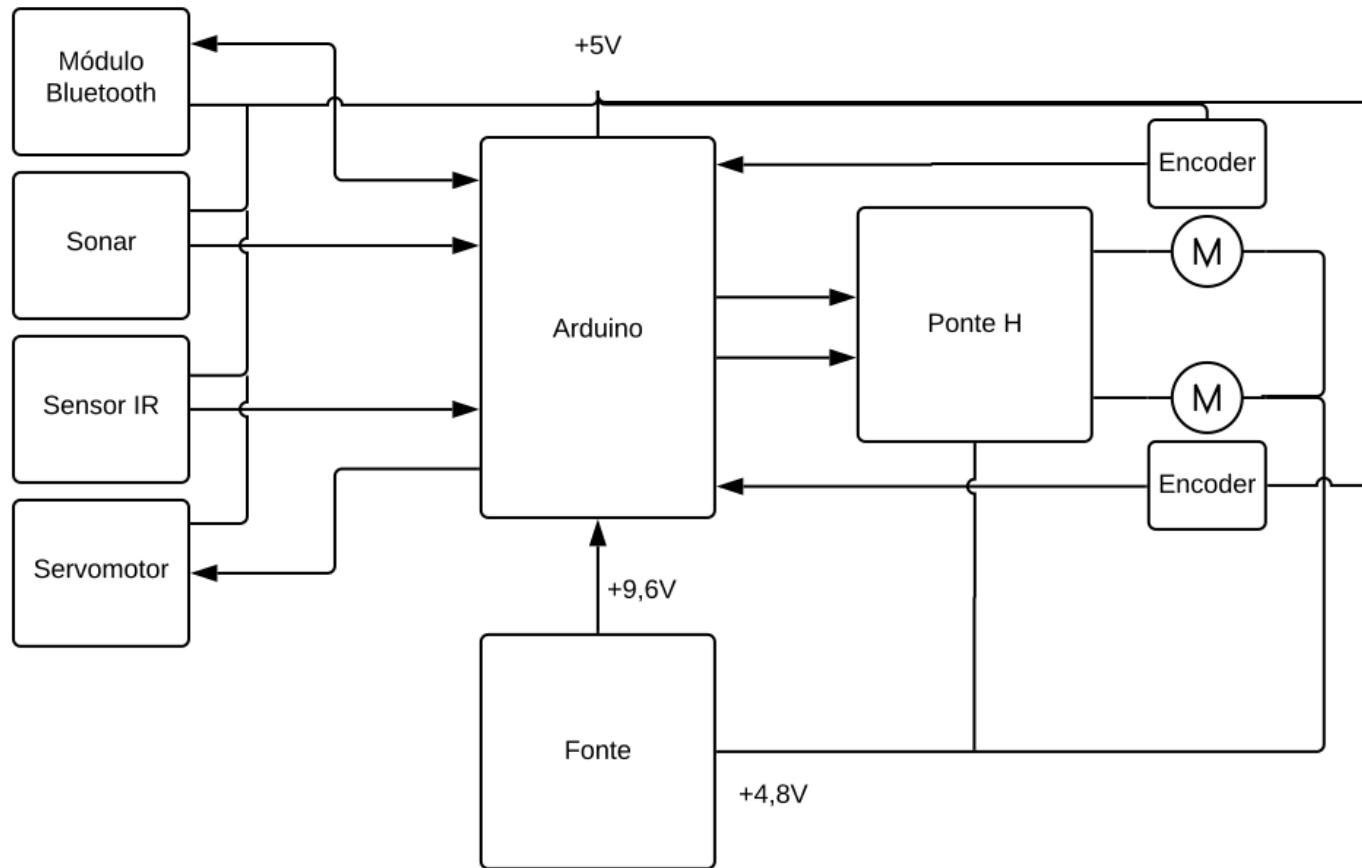 Módulo
Bluetooth
+5V
Encoder
Sonar
M
Arduino
Ponte H
Sensor IR
M
Encoder
Servomotor
+9,6V
Fonte
+4,8V